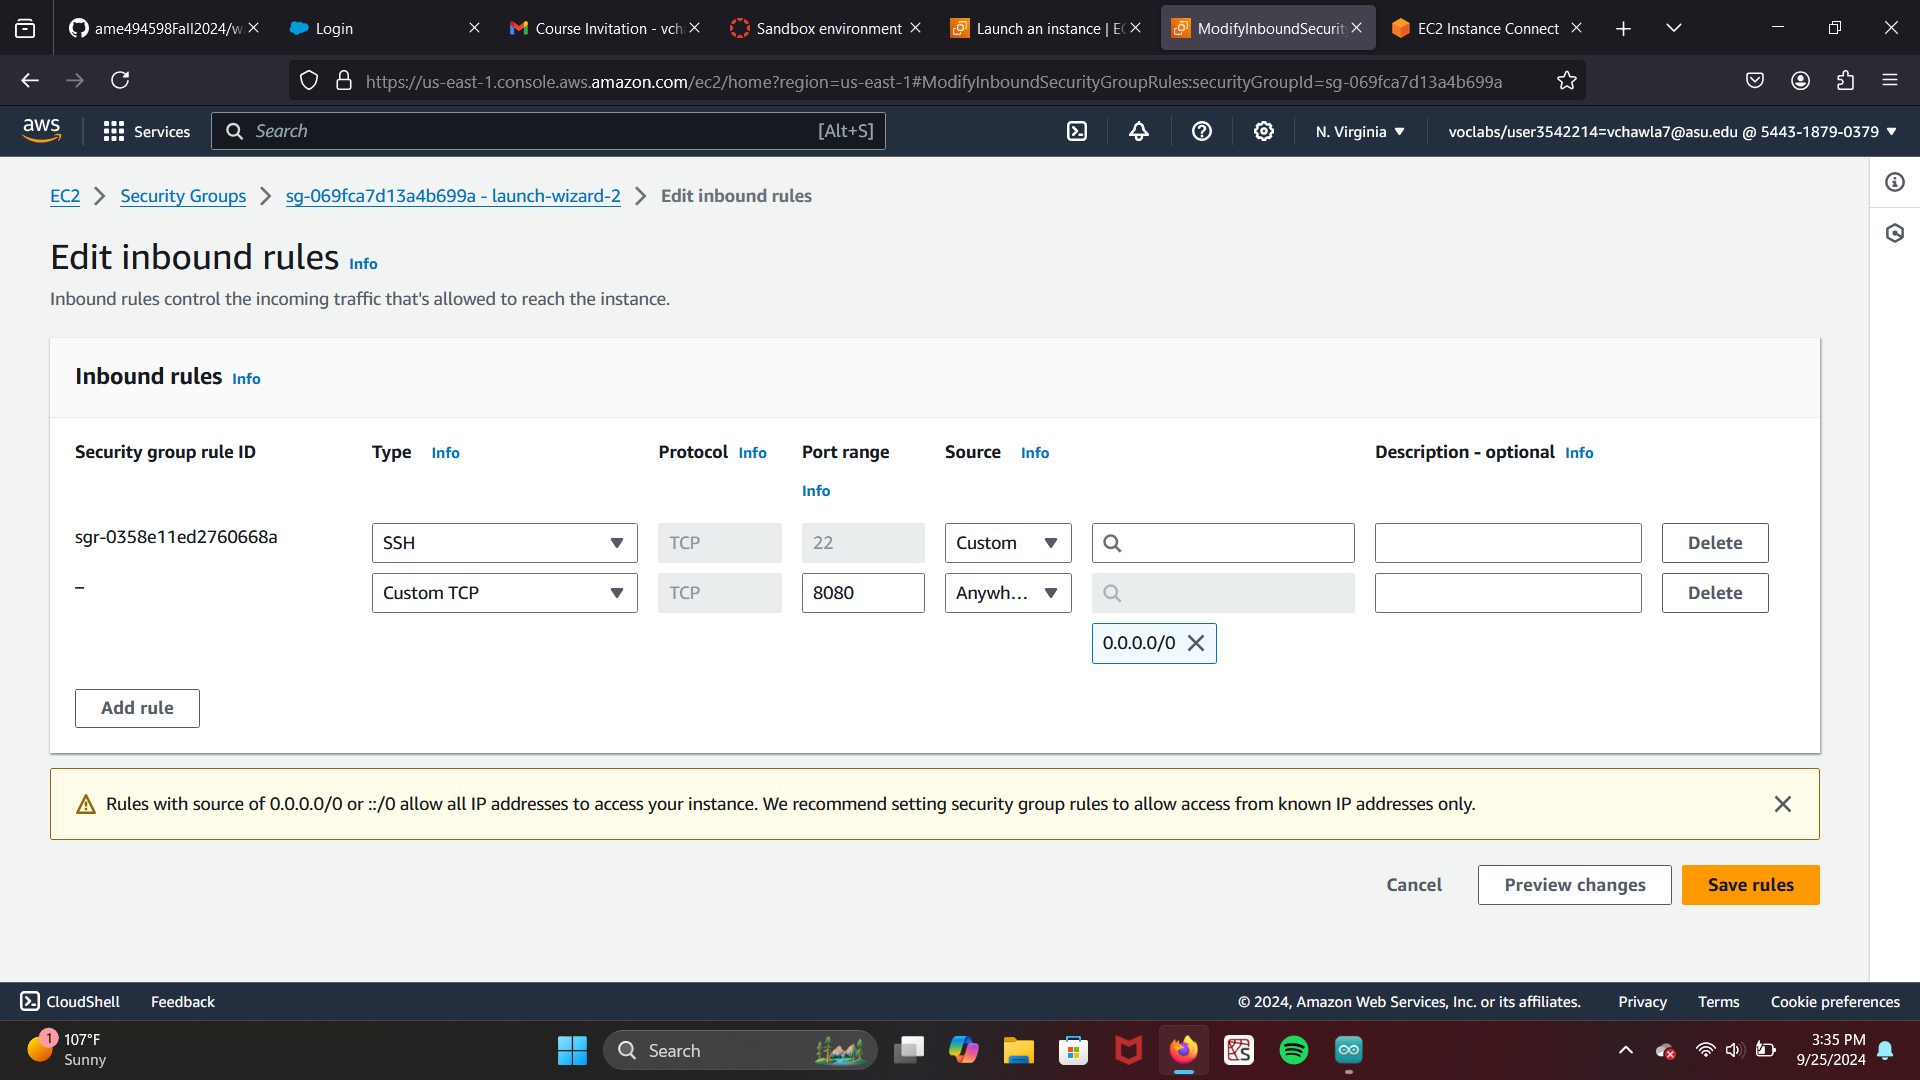 ame494598Fall2024/w
Login
Course Invitation - vch
Sandbox environment
Launch an instance | EC
ModifyInboundSecurit
EC2 Instance Connect
https://us-east-1.console.aws.amazon.com/ec2/home?region=us-east-1#ModifyInboundSecurityGroupRules:securityGroupId=sg-069fca7d13a4b699a
aws
Services
Search
[Alt+S]
N. Virginia
voclabs/user3542214=vchawla7@asu.edu @ 5443-1879-0379
EC2
Security Groups
sg-069fca7d13a4b699a - launch-wizard-2
Edit inbound rules
Edit inbound rules Info
Inbound rules control the incoming traffic that's allowed to reach the instance.
Inbound rules Info
Security group rule ID
Type Info
Protocol Info
Port range
Info
Source Info
Description - optional Info
sgr-0358e11ed2760668a
SSH
TCP
22
Custom
Delete
–
Custom TCP
TCP
8080
Anywh...
Delete
0.0.0.0/0
Add rule
Rules with source of 0.0.0.0/0 or ::/0 allow all IP addresses to access your instance. We recommend setting security group rules to allow access from known IP addresses only.
Cancel
Preview changes
Save rules
CloudShell
Feedback
© 2024, Amazon Web Services, Inc. or its affiliates.
Privacy
Terms
Cookie preferences
1
107°F
Sunny
Search
3:35 PM
9/25/2024